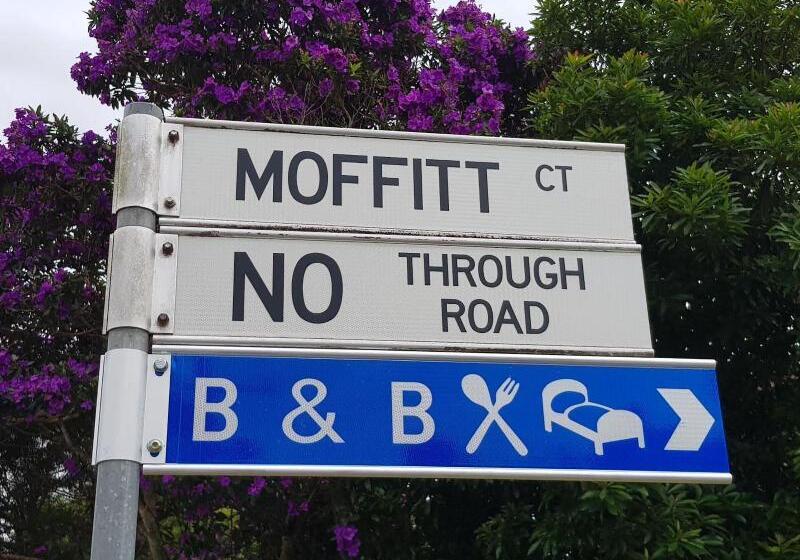 MOFFITT CT
NO THROUGH
ROAD
B & B